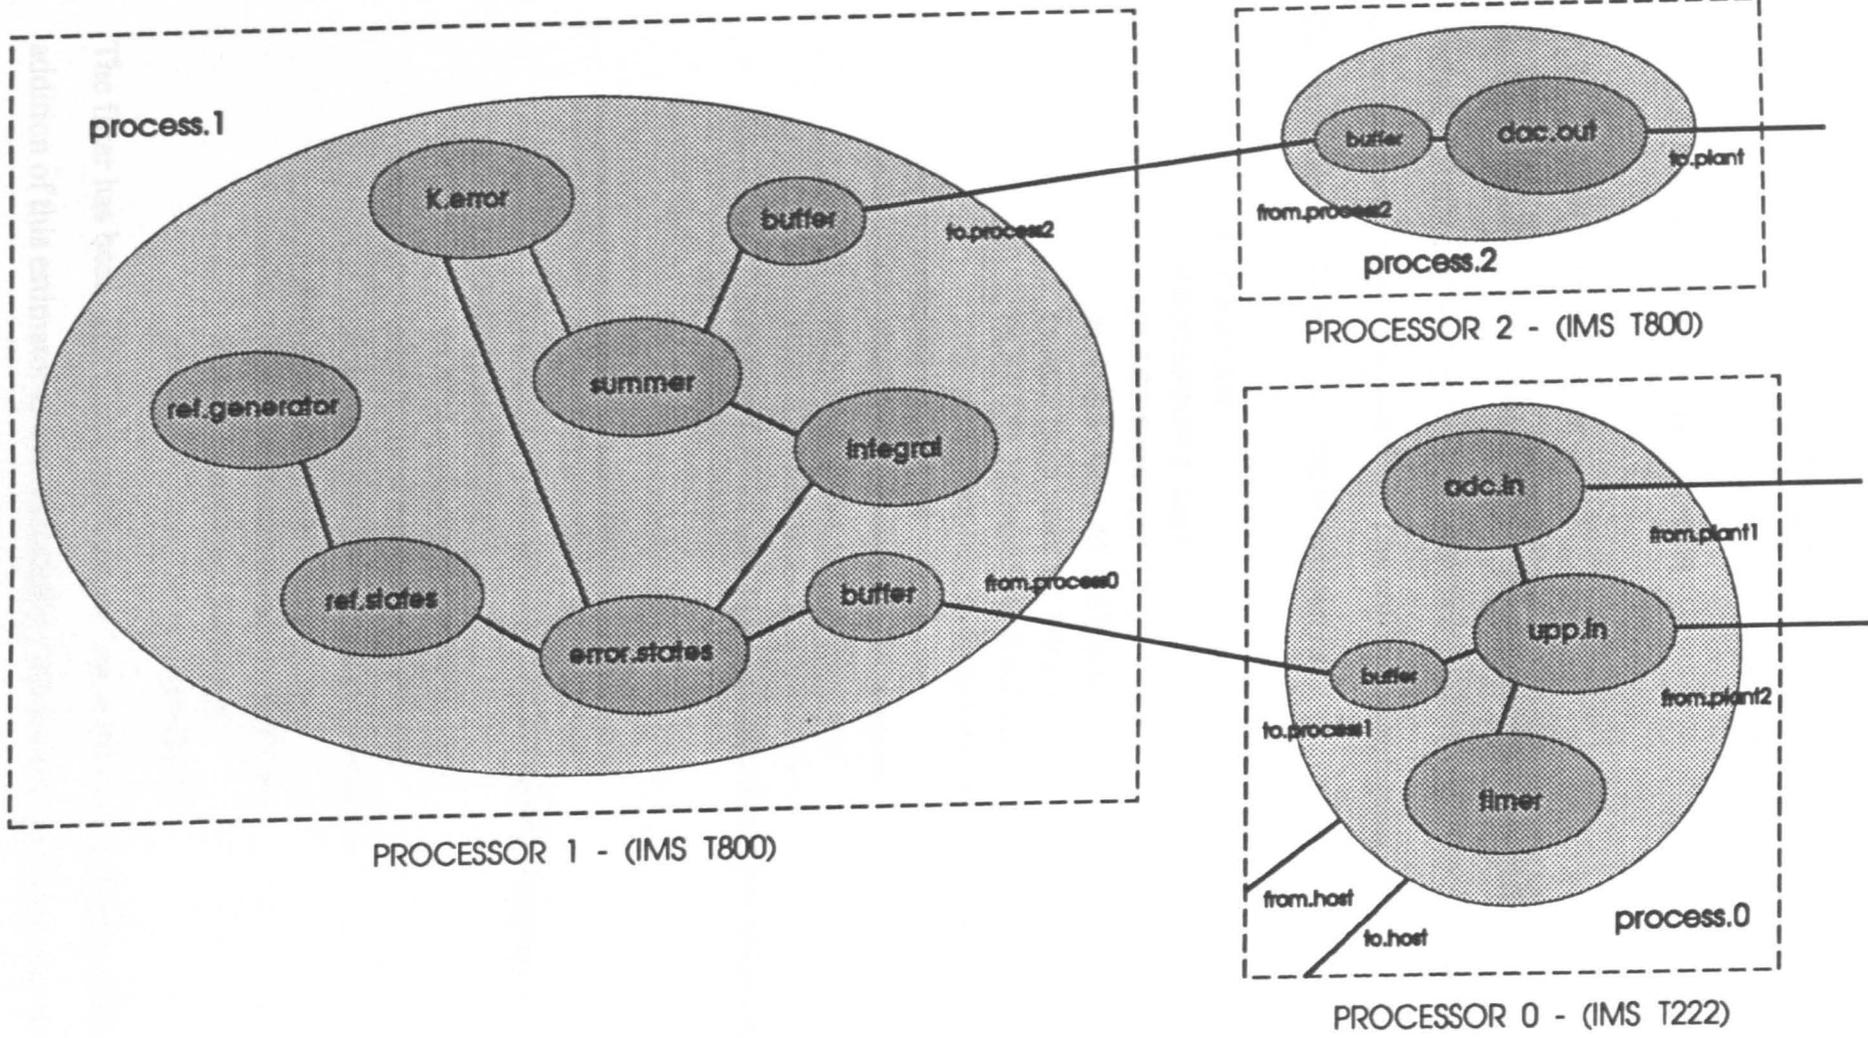 process.1
K.error
buffer
to.process2
summer
ref.generator
integral
ref.states
error.states
buffer
from.process0
PROCESSOR 1 - (IMS T800)
buffer
dac.out
to.plant
from.process2
process.2
PROCESSOR 2 - (IMS T800)
adc.in
from.plant1
upp.in
buffer
from.plant2
to.process1
timer
from.host
to.host
process.0
PROCESSOR 0 - (IMS T222)